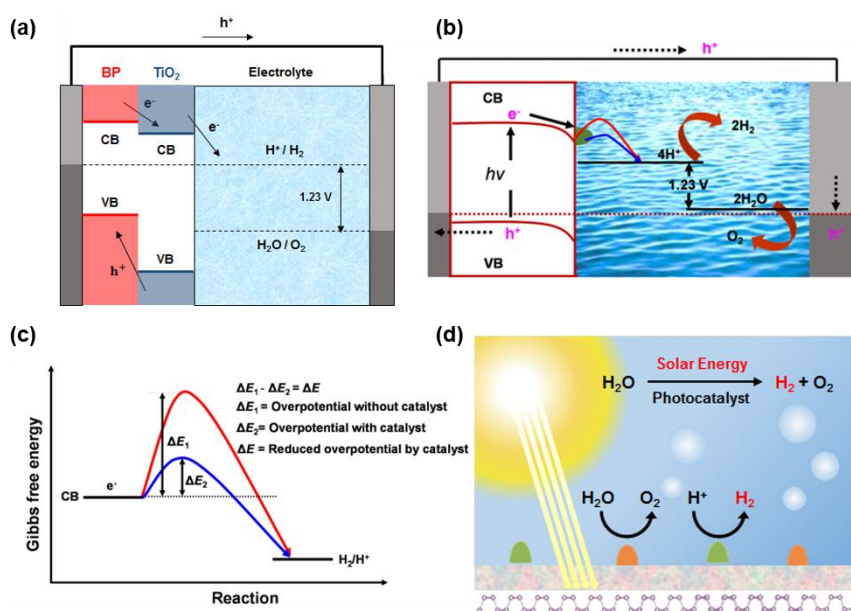 (a)
h⁺
BP TiO₂ Electrolyte
e⁻
e⁻
CB
CB
H⁺ / H₂
1.23 V
VB
H₂O / O₂
VB
h⁺
(b)
h⁺
CB
e⁻
2H₂
4H⁺
hv
1.23 V
2H₂O
h⁺
O₂
h⁺
VB
(c)
Gibbs free energy
ΔE₁ - ΔE₂ = ΔE
ΔE₁ = Overpotential without catalyst
ΔE₂= Overpotential with catalyst
ΔE = Reduced overpotential by catalyst
ΔE₁
ΔE₂
CB
e⁻
H₂/H⁺
Reaction
(d)
Solar Energy
H₂O H₂ + O₂
Photocatalyst
H₂O O₂ H⁺ H₂